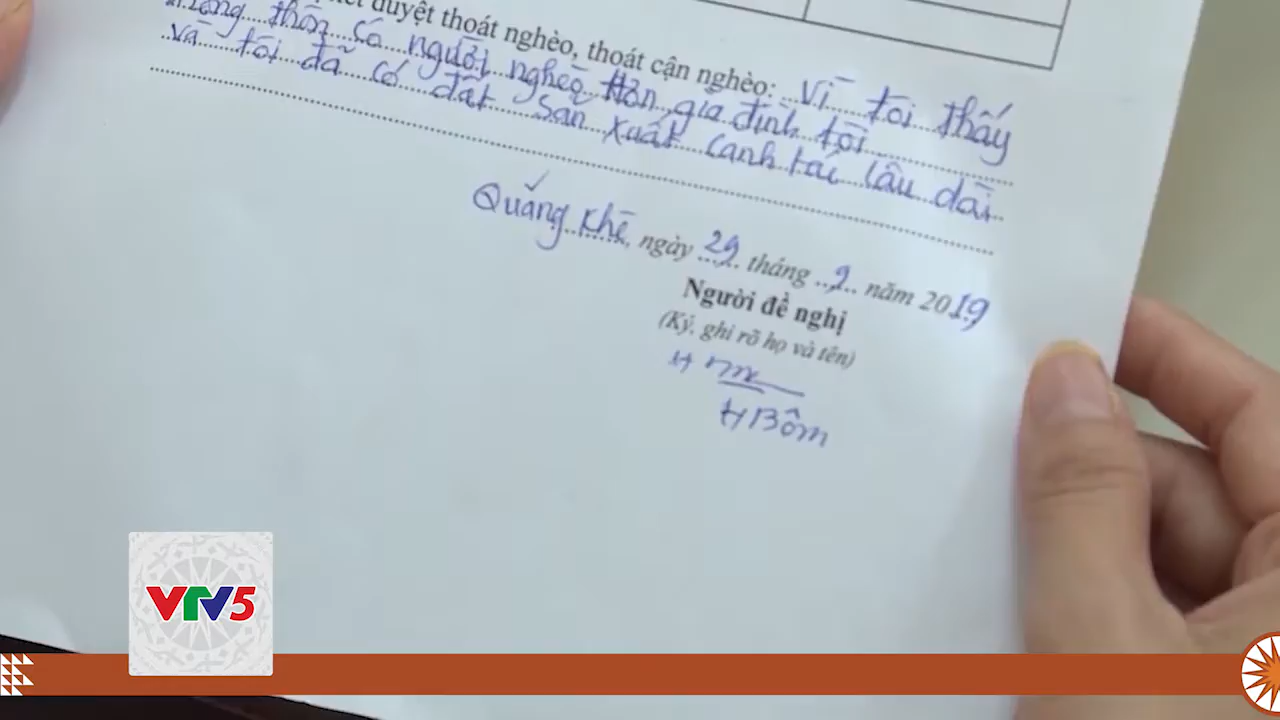 duyệt thoát nghèo, thoát cận nghèo: Vì tôi thấy
trong thôn có người nghèo hơn gia đình tôi
và tôi đã có đất sản xuất canh tác lâu dài
Quảng Khê, ngày 29 tháng 9 năm 2019
Người đề nghị
(Ký, ghi rõ họ và tên)
H Bôm
VTV5